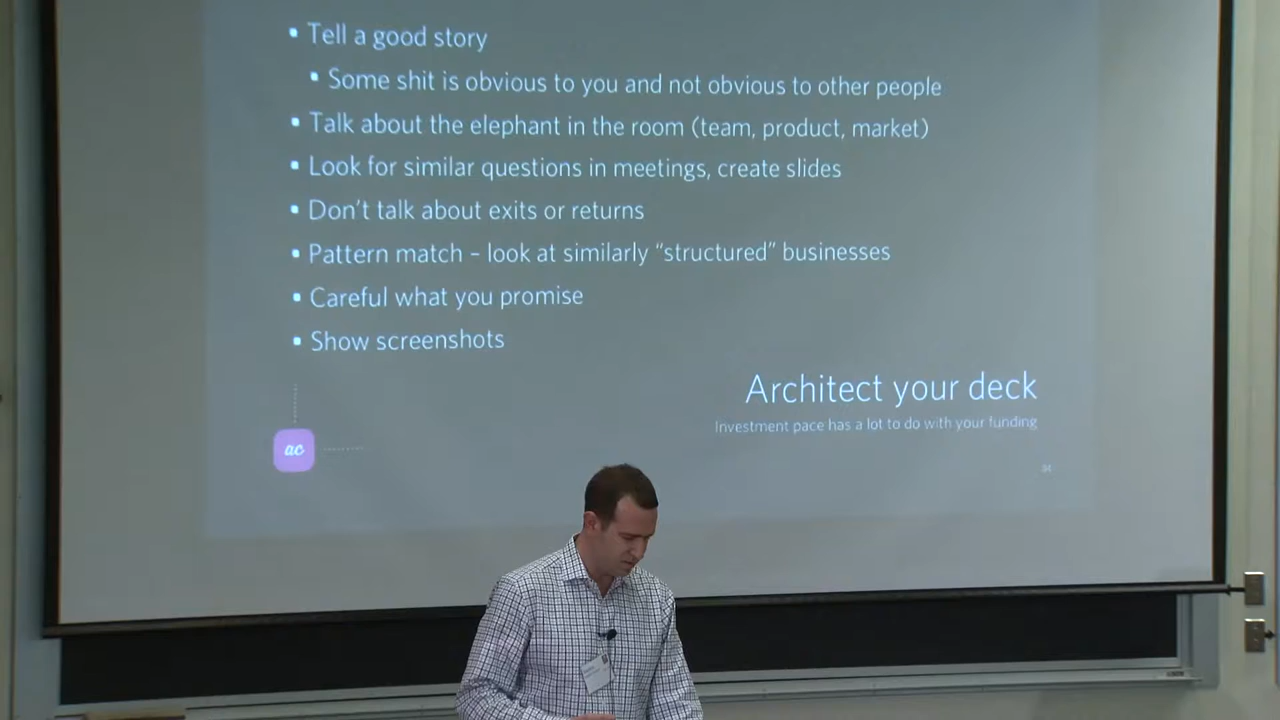 • Tell a good story
• Some shit is obvious to you and not obvious to other people
• Talk about the elephant in the room (team, product, market)
• Look for similar questions in meetings, create slides
• Don't talk about exits or returns
• Pattern match – look at similarly "structured" businesses
• Careful what you promise
• Show screenshots
Architect your deck
Investment pace has a lot to do with your funding
ac